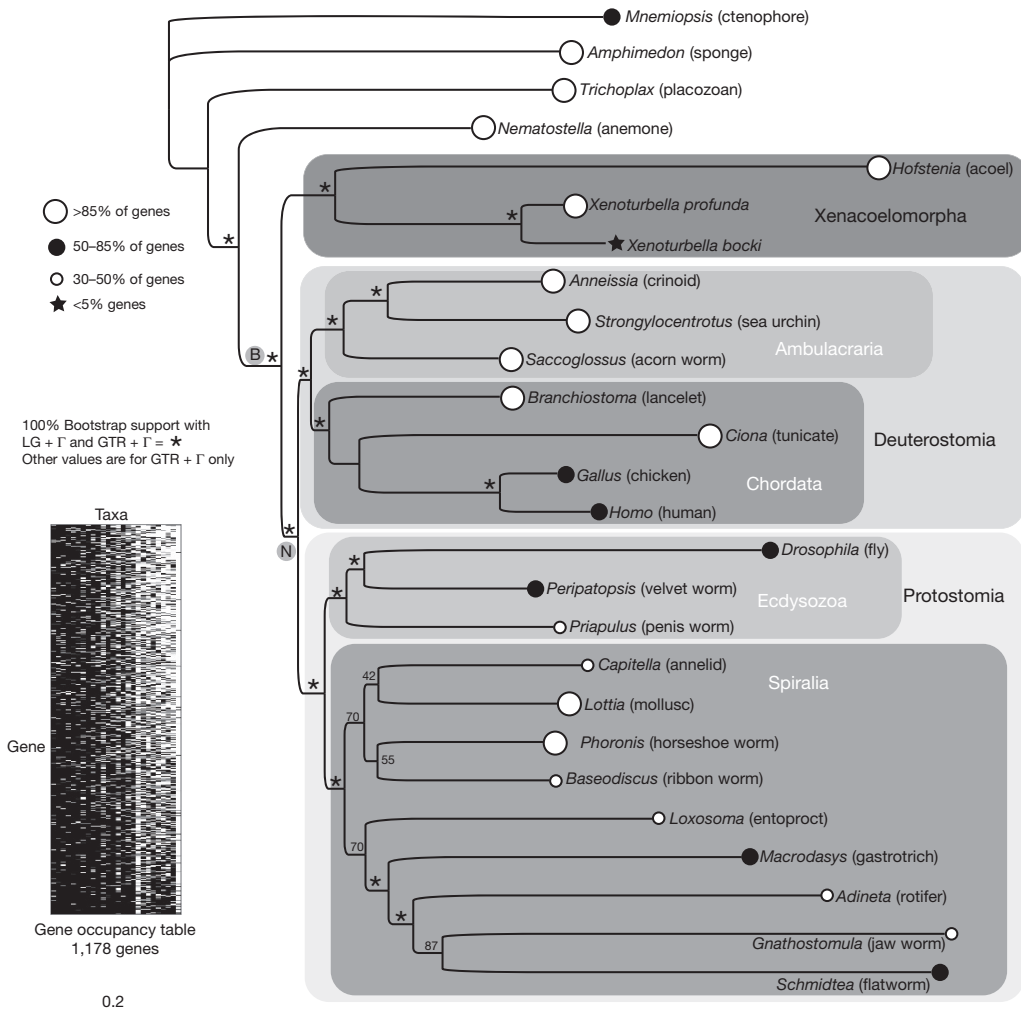 Mnemiopsis (ctenophore)
Amphimedon (sponge)
Trichoplax (placozoan)
Nematostella (anemone)
Hofstenia (acoel)
Xenoturbella profunda
Xenacoelomorpha
Xenoturbella bocki
>85% of genes
50–85% of genes
30–50% of genes
<5% genes
*
*
*
B
*
Anneissia (crinoid)
Strongylocentrotus (sea urchin)
Saccoglossus (acorn worm)
Ambulacraria
*
*
*
Branchiostoma (lancelet)
Ciona (tunicate)
Gallus (chicken)
Homo (human)
Chordata
Deuterostomia
*
*
100% Bootstrap support with
LG + Γ and GTR + Γ = *
Other values are for GTR + Γ only
*
N
Drosophila (fly)
Peripatopsis (velvet worm)
Priapulus (penis worm)
Ecdysozoa
Protostomia
*
*
*
Capitella (annelid)
Lottia (mollusc)
Phoronis (horseshoe worm)
Baseodiscus (ribbon worm)
Spiralia
42
70
55
*
Loxosoma (entoproct)
Macrodasys (gastrotrich)
Adineta (rotifer)
Gnathostomula (jaw worm)
Schmidtea (flatworm)
70
*
*
87
Taxa
Gene
Gene occupancy table
1,178 genes
0.2